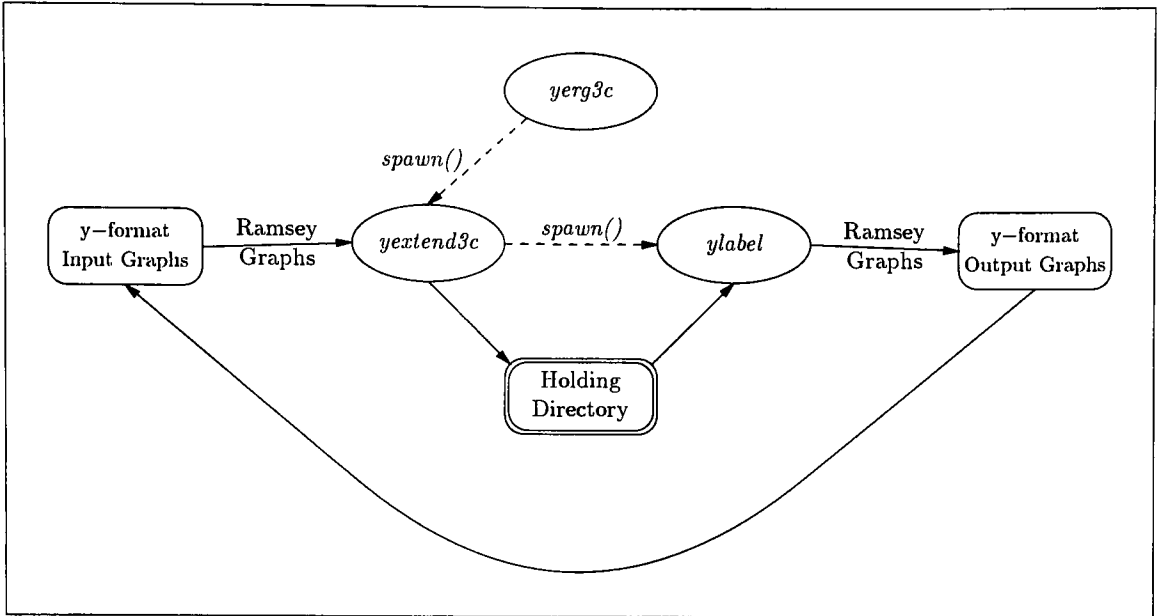 yerg3c
spawn()
y–format
Input Graphs
Ramsey
Graphs
yextend3c
spawn()
ylabel
Ramsey
Graphs
y–format
Output Graphs
Holding
Directory